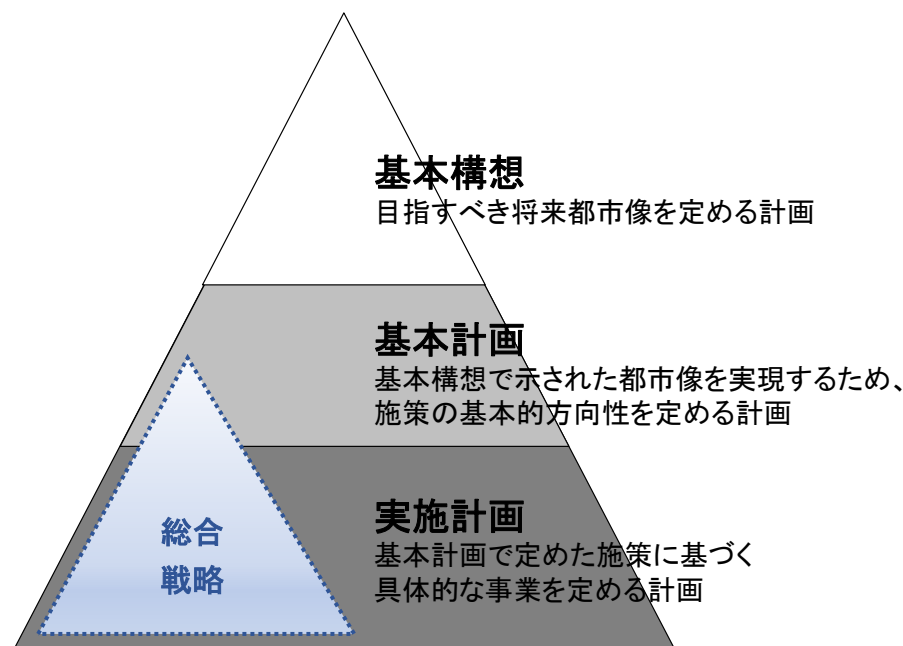 基本構想
目指すべき将来都市像を定める計画
基本計画
基本構想で示された都市像を実現するため、
施策の基本的方向性を定める計画
実施計画
基本計画で定めた施策に基づく
具体的な事業を定める計画
総合
戦略